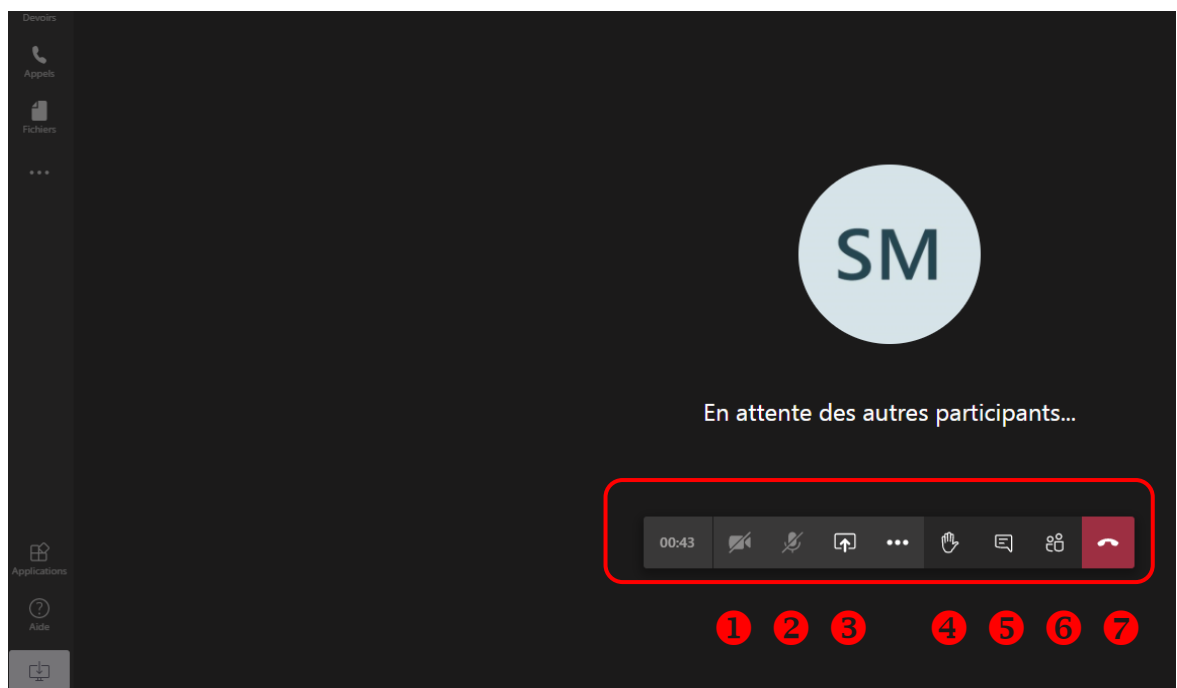 Devoirs
Appels
Fichiers
SM
En attente des autres participants...
00:43
Applications
Aide
1 2 3 4 5 6 7